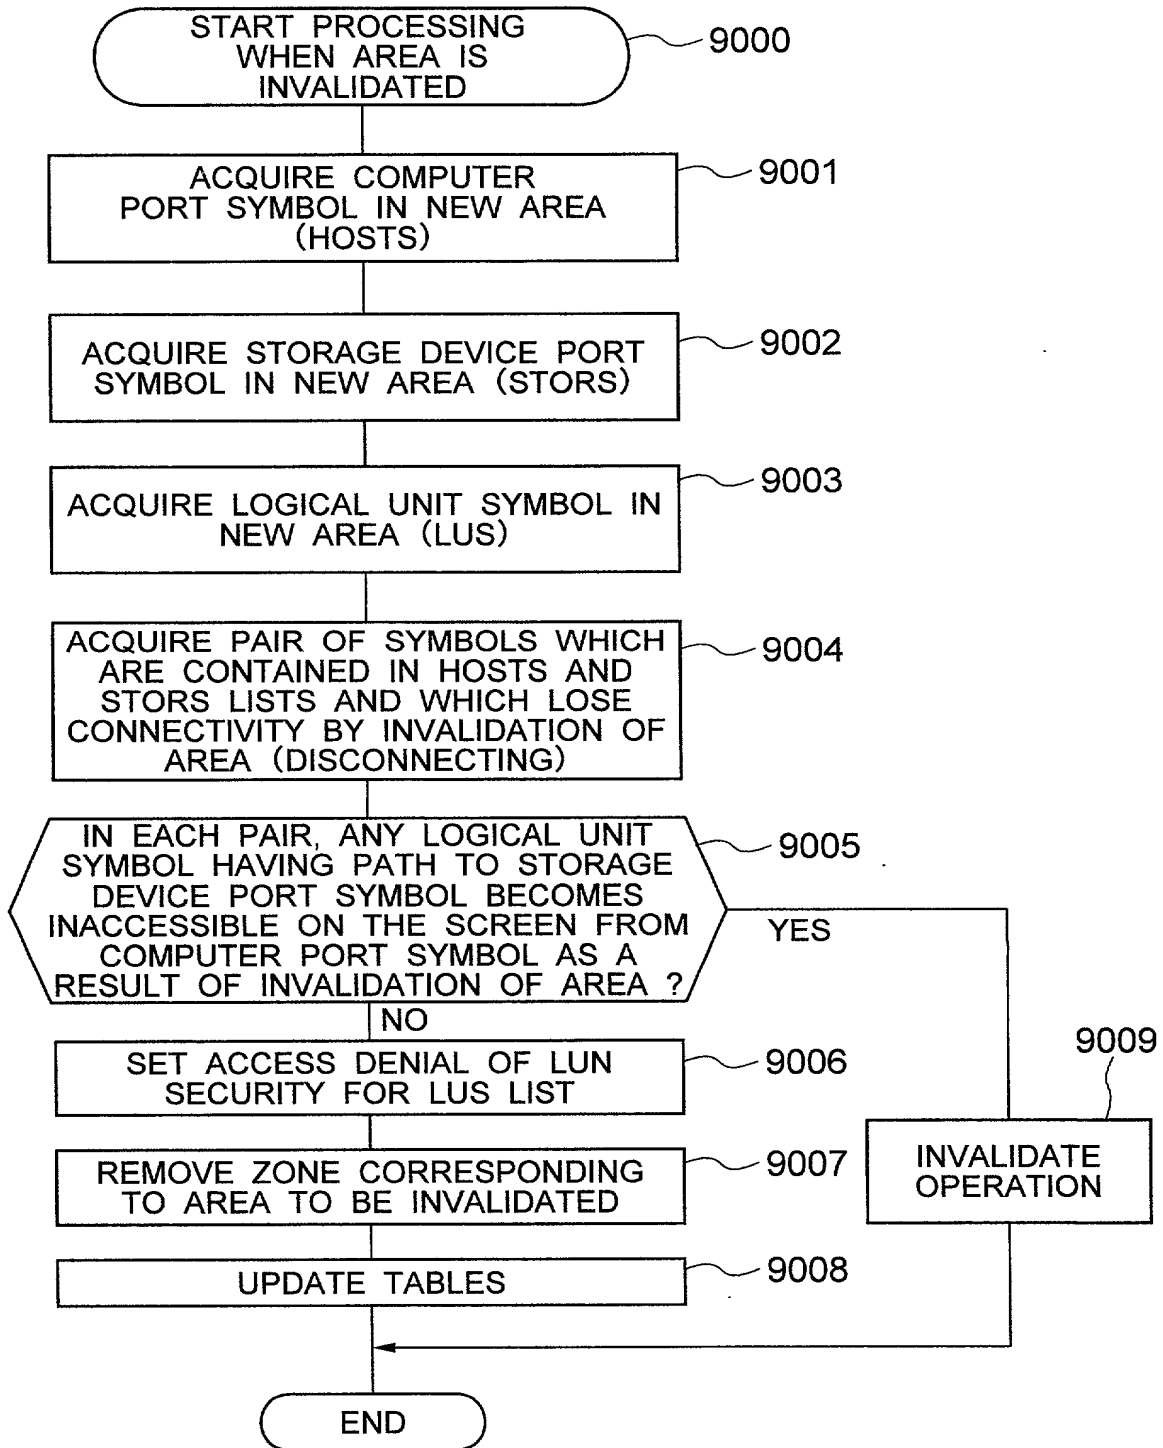 START PROCESSING
WHEN AREA IS
INVALIDATED
9000
ACQUIRE COMPUTER
PORT SYMBOL IN NEW AREA
(HOSTS)
9001
ACQUIRE STORAGE DEVICE PORT
SYMBOL IN NEW AREA (STORS)
9002
ACQUIRE LOGICAL UNIT SYMBOL IN
NEW AREA (LUS)
9003
ACQUIRE PAIR OF SYMBOLS WHICH
ARE CONTAINED IN HOSTS AND
STORS LISTS AND WHICH LOSE
CONNECTIVITY BY INVALIDATION OF
AREA (DISCONNECTING)
9004
IN EACH PAIR, ANY LOGICAL UNIT
SYMBOL HAVING PATH TO STORAGE
DEVICE PORT SYMBOL BECOMES
INACCESSIBLE ON THE SCREEN FROM
COMPUTER PORT SYMBOL AS A
RESULT OF INVALIDATION OF AREA ?
9005
YES
NO
SET ACCESS DENIAL OF LUN
SECURITY FOR LUS LIST
9006
REMOVE ZONE CORRESPONDING
TO AREA TO BE INVALIDATED
9007
UPDATE TABLES
9008
9009
INVALIDATE
OPERATION
END